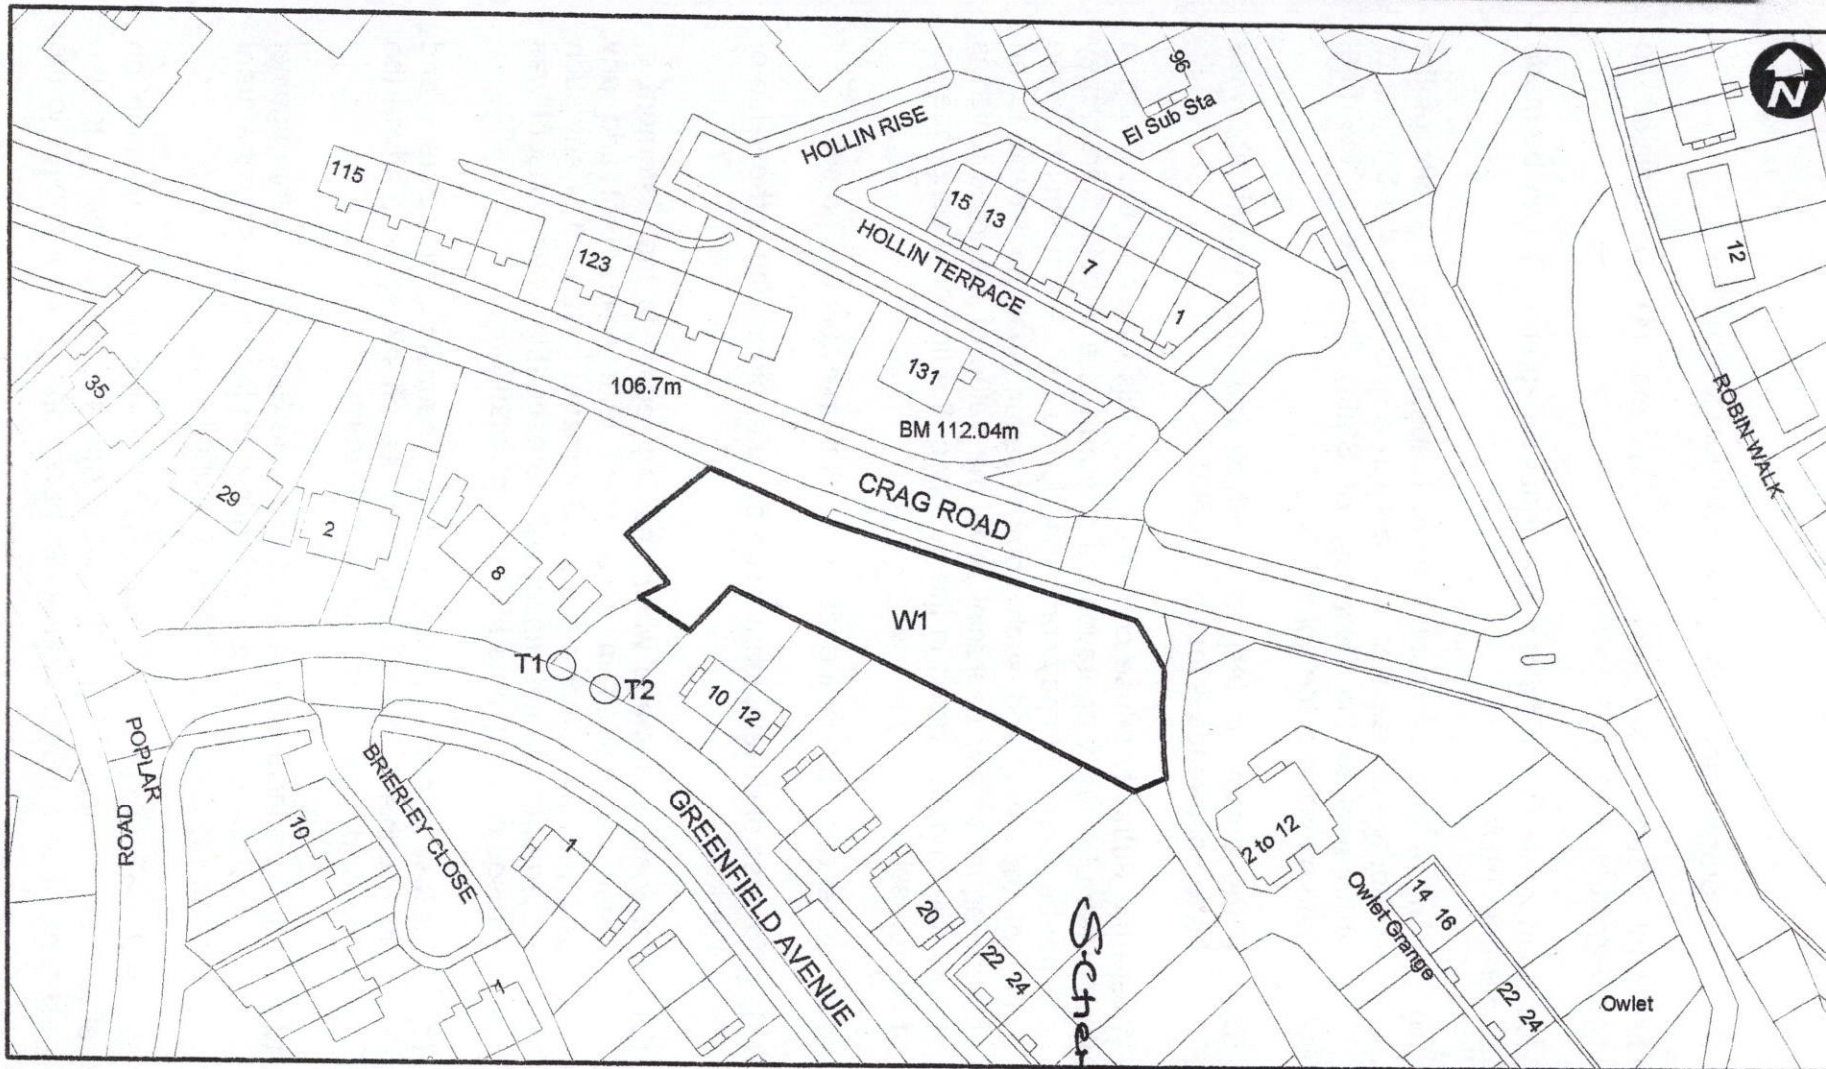 N
96
El Sub Sta
HOLLIN RISE
115
15
13
HOLLIN TERRACE
7
1
12
123
131
106.7m
BM 112.04m
ROBIN WALK
35
29
2
8
CRAG ROAD
W1
T1
T2
10
12
POPLAR
ROAD
BRIERLEY CLOSE
GREENFIELD AVENUE
10
1
1
20
22
24
2 to 12
Owlet Grange
14
16
22
24
Owlet